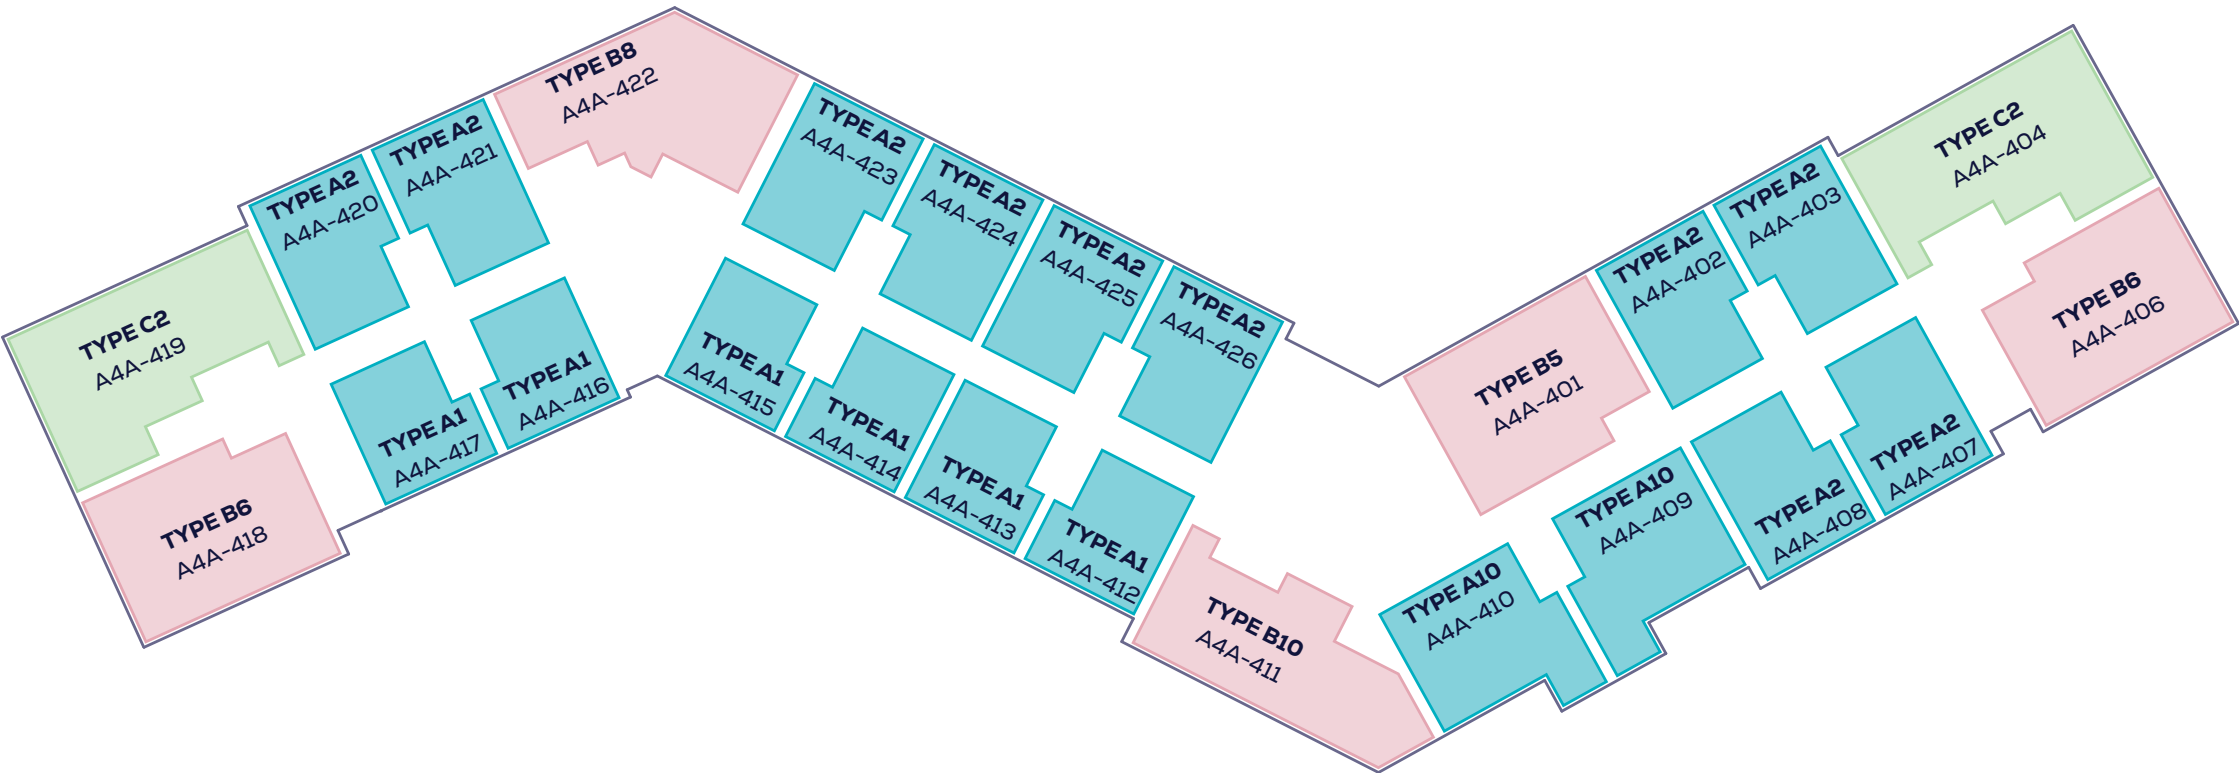 TYPE B8
A4A-422
TYPE A2
A4A-421
TYPE A2
A4A-420
TYPE C2
A4A-419
TYPE B6
A4A-418
TYPE A1
A4A-417
TYPE A1
A4A-416
TYPE A2
A4A-423
TYPE A2
A4A-424
TYPE A2
A4A-425
TYPE A2
A4A-426
TYPE A1
A4A-415
TYPE A1
A4A-414
TYPE A1
A4A-413
TYPE A1
A4A-412
TYPE B10
A4A-411
TYPE C2
A4A-404
TYPE A2
A4A-403
TYPE A2
A4A-402
TYPE B5
A4A-401
TYPE B6
A4A-406
TYPE A2
A4A-407
TYPE A2
A4A-408
TYPE A10
A4A-409
TYPE A10
A4A-410